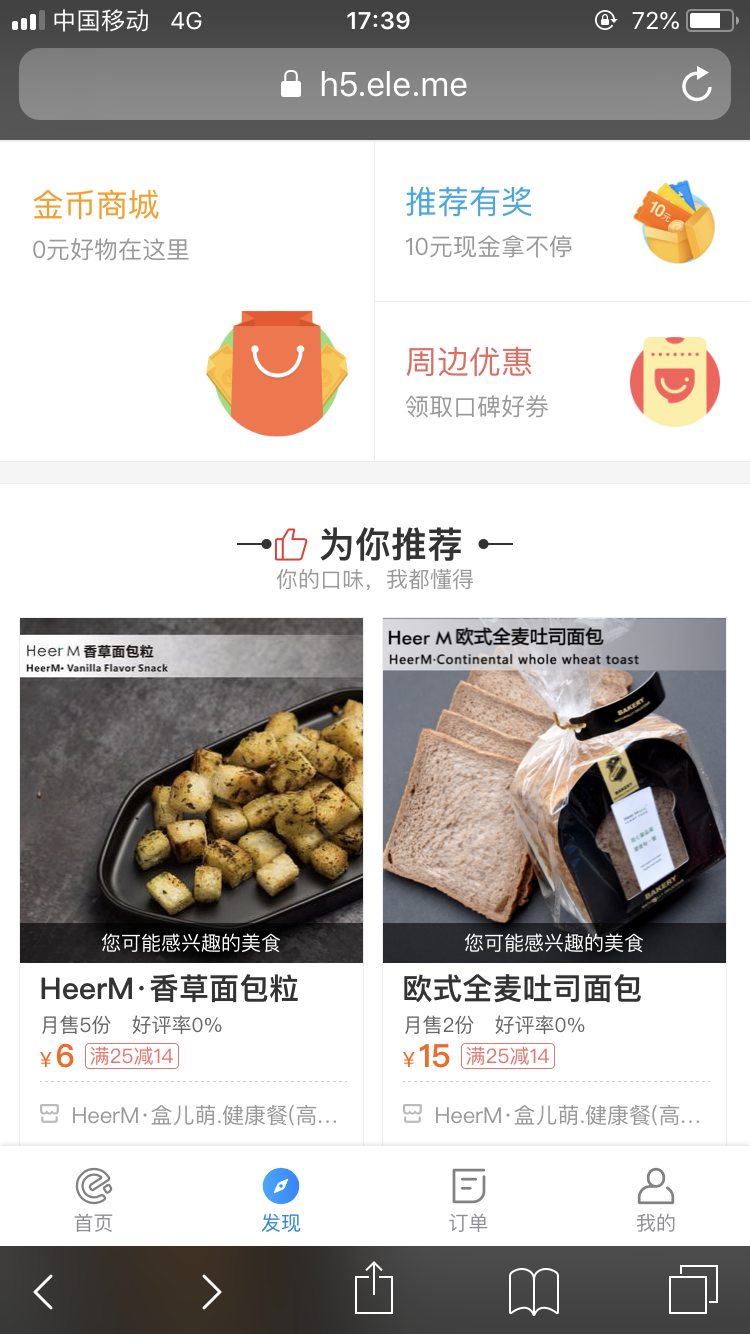 中国移动 4G 17:39 72%
h5.ele.me
金币商城
0元好物在这里
推荐有奖
10元现金拿不停
10元
周边优惠
领取口碑好券
为你推荐
你的口味，我都懂得
Heer M 香草面包粒
HeerM• Vanilla Flavor Snack
您可能感兴趣的美食
HeerM·香草面包粒
月售5份 好评率0%
¥6 满25减14
HeerM·盒儿萌.健康餐(高...
Heer M 欧式全麦吐司面包
HeerM·Continental whole wheat toast
BAKERY
BAKERY
BAKERY
您可能感兴趣的美食
欧式全麦吐司面包
月售2份 好评率0%
¥15 满25减14
HeerM·盒儿萌.健康餐(高...
首页 发现 订单 我的